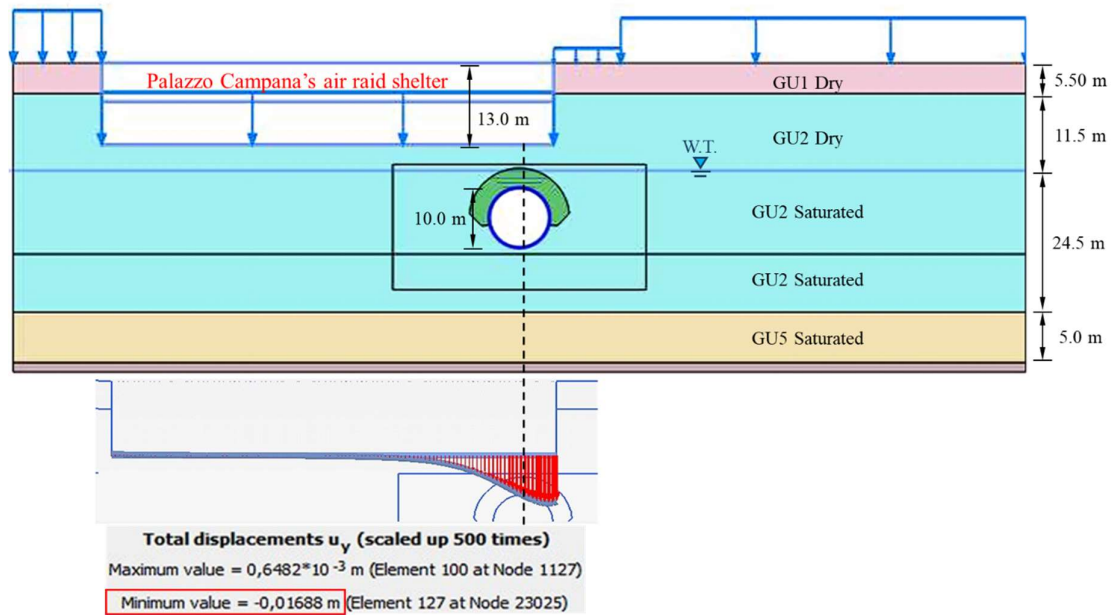 Palazzo Campana's air raid shelter
GU1 Dry
5.50 m
13.0 m
GU2 Dry
11.5 m
W.T.
10.0 m
GU2 Saturated
24.5 m
GU2 Saturated
GU5 Saturated
5.0 m
Total displacements uy (scaled up 500 times)
Maximum value = 0,6482*10 -3 m (Element 100 at Node 1127)
Minimum value = -0,01688 m (Element 127 at Node 23025)